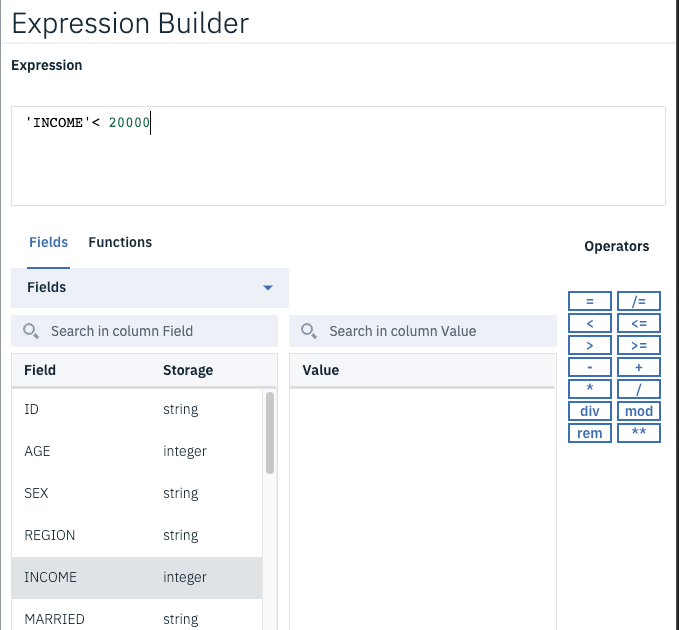 Expression Builder
Expression
'INCOME'< 20000
Fields Functions
Operators
Fields
Search in column Field
Search in column Value
Field Storage
Value
ID string
AGE integer
SEX string
REGION string
INCOME integer
MARRIED string
= /=
< <=
> >=
- +
* /
div mod
rem **